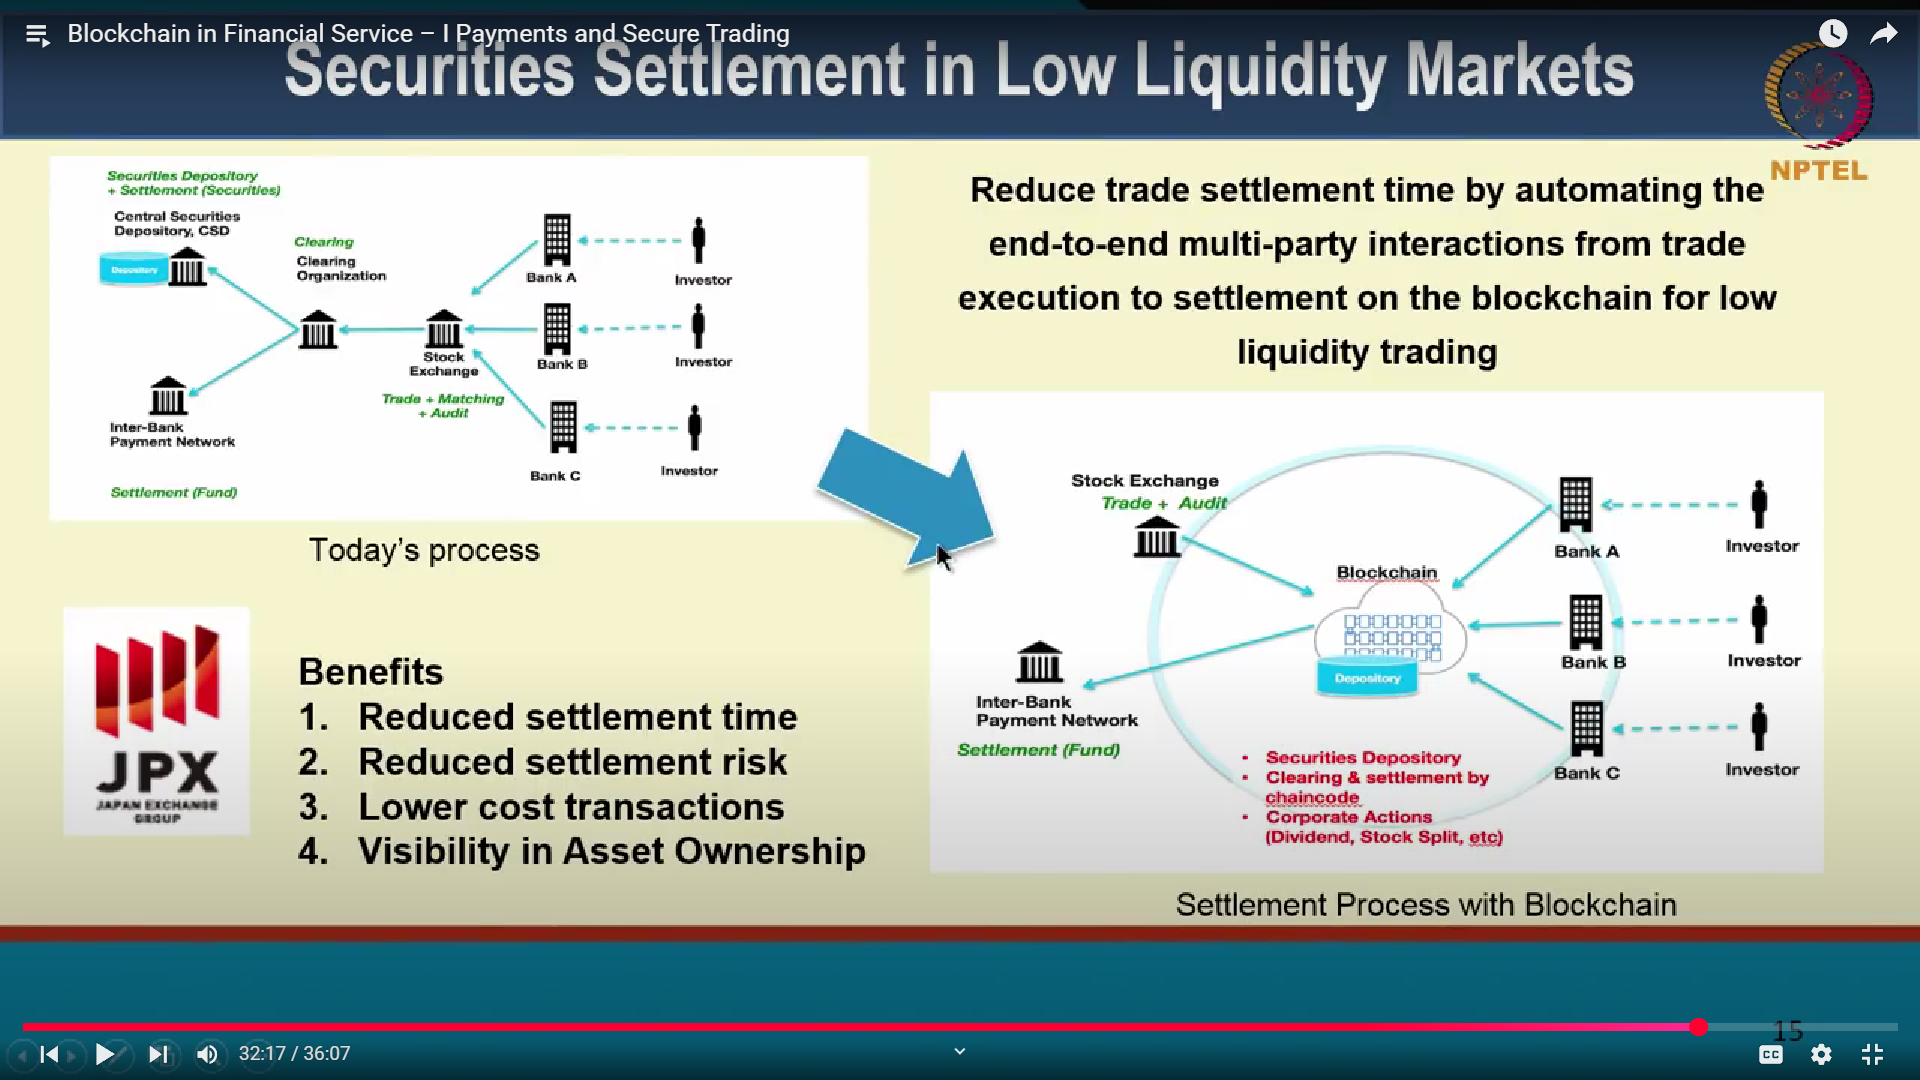 Blockchain in Financial Service – I Payments and Secure Trading
Securities Settlement in Low Liquidity Markets
NPTEL
Securities Depository
+ Settlement (Securities)
Central Securities
Depository, CSD
Depository
Clearing
Clearing
Organization
Bank A
Investor
Stock
Exchange
Bank B
Investor
Trade + Matching
+ Audit
Inter-Bank
Payment Network
Bank C
Investor
Settlement (Fund)
Today's process
Reduce trade settlement time by automating the
end-to-end multi-party interactions from trade
execution to settlement on the blockchain for low
liquidity trading
JPX
JAPAN EXCHANGE
GROUP
Benefits
1. Reduced settlement time
2. Reduced settlement risk
3. Lower cost transactions
4. Visibility in Asset Ownership
Stock Exchange
Trade + Audit
Bank A
Investor
Blockchain
Depository
Bank B
Investor
Inter-Bank
Payment Network
Settlement (Fund)
Bank C
Investor
• Securities Depository
• Clearing & settlement by
chaincode
• Corporate Actions
(Dividend, Stock Split, etc)
Settlement Process with Blockchain
15
32:17 / 36:07
CC